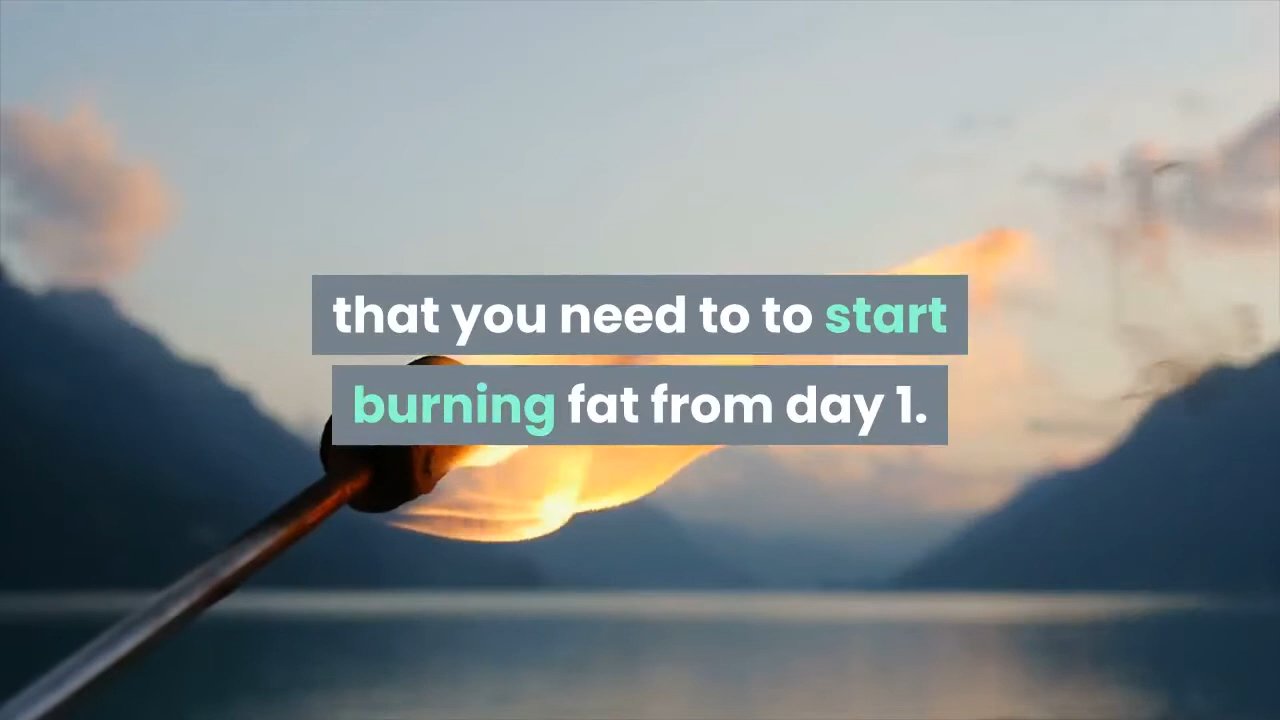 that you need to to start
burning fat from day 1.